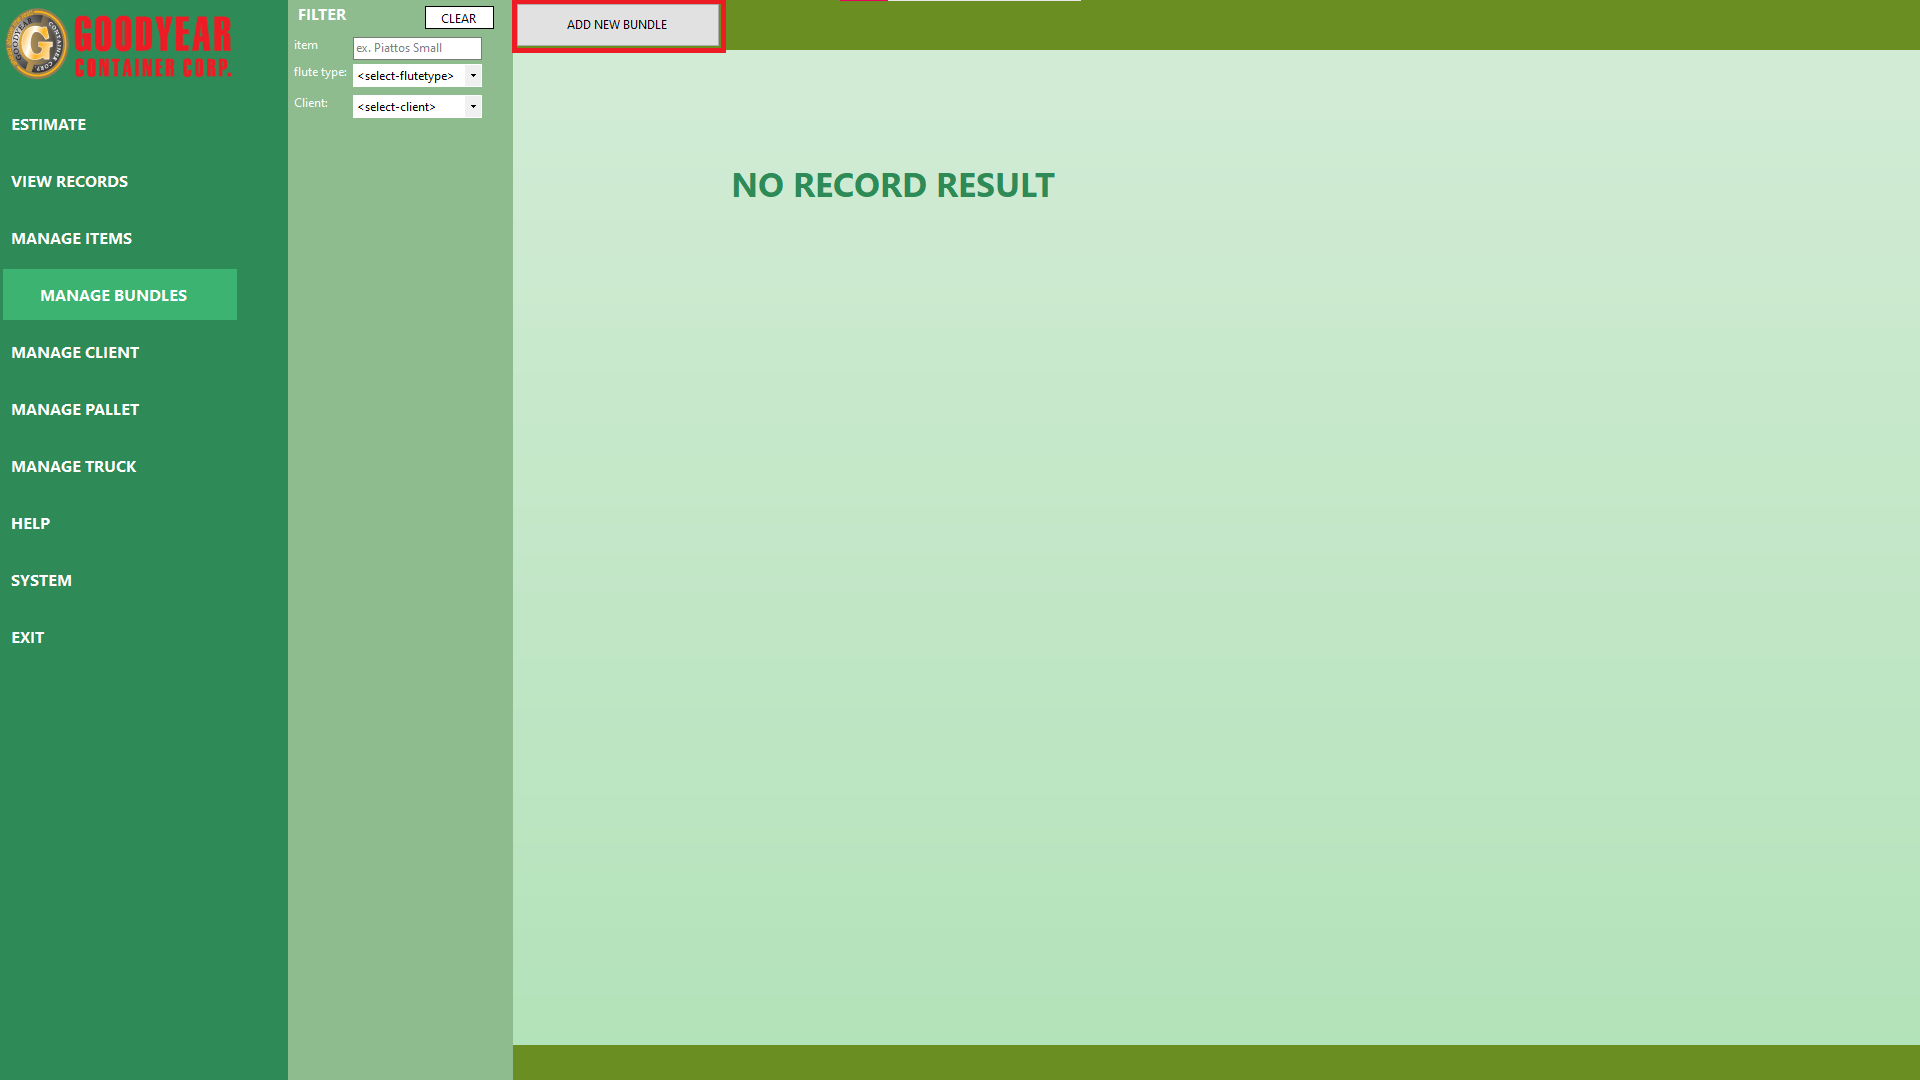 GOODYEAR
CONTAINER CORP.
ESTIMATE
VIEW RECORDS
MANAGE ITEMS
MANAGE BUNDLES
MANAGE CLIENT
MANAGE PALLET
MANAGE TRUCK
HELP
SYSTEM
EXIT
FILTER
CLEAR
item
ex. Piattos Small
flute type:
<select-flutetype>
Client:
<select-client>
ADD NEW BUNDLE
NO RECORD RESULT